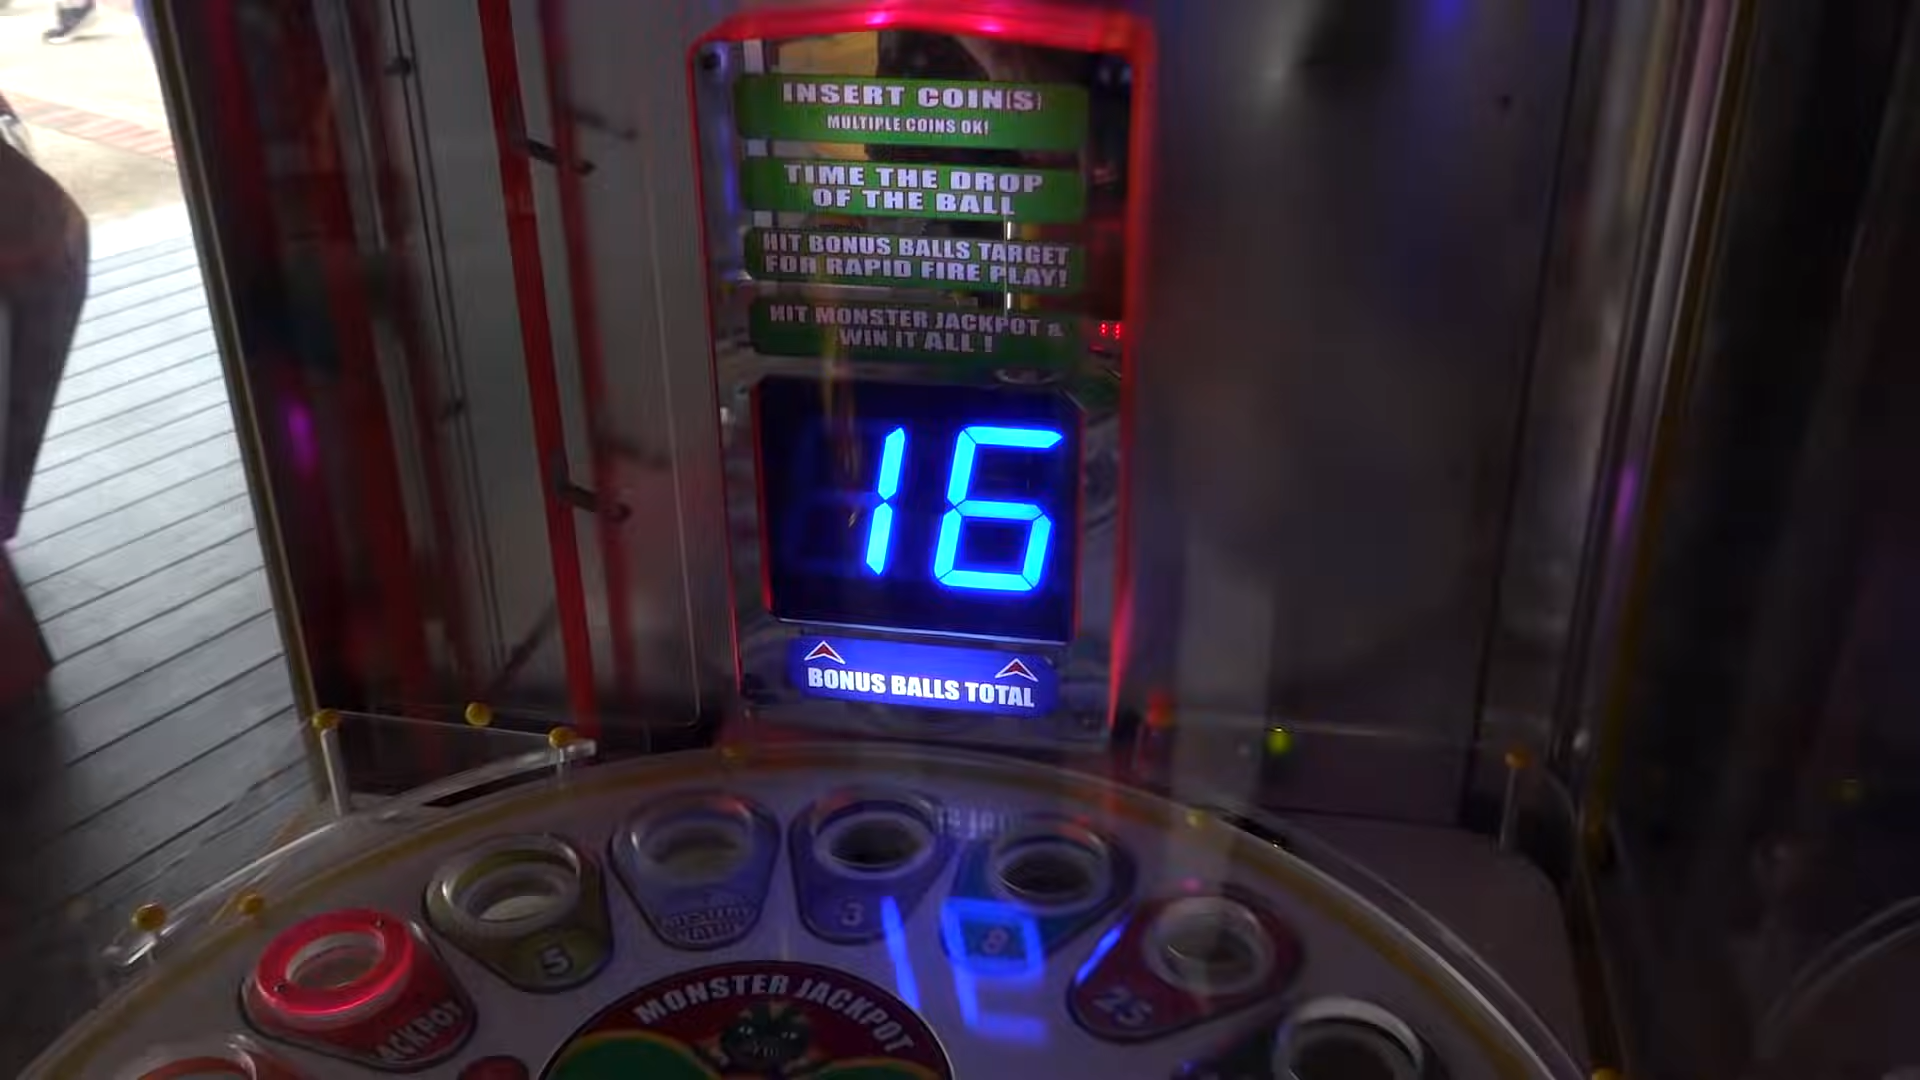 INSERT COIN(S)
MULTIPLE COINS OK!
TIME THE DROP
OF THE BALL
HIT BONUS BALLS TARGET
FOR RAPID FIRE PLAY!
HIT MONSTER JACKPOT &
WIN IT ALL !
16
BONUS BALLS TOTAL
5
3
8
25
JACKPOT
MONSTER JACKPOT